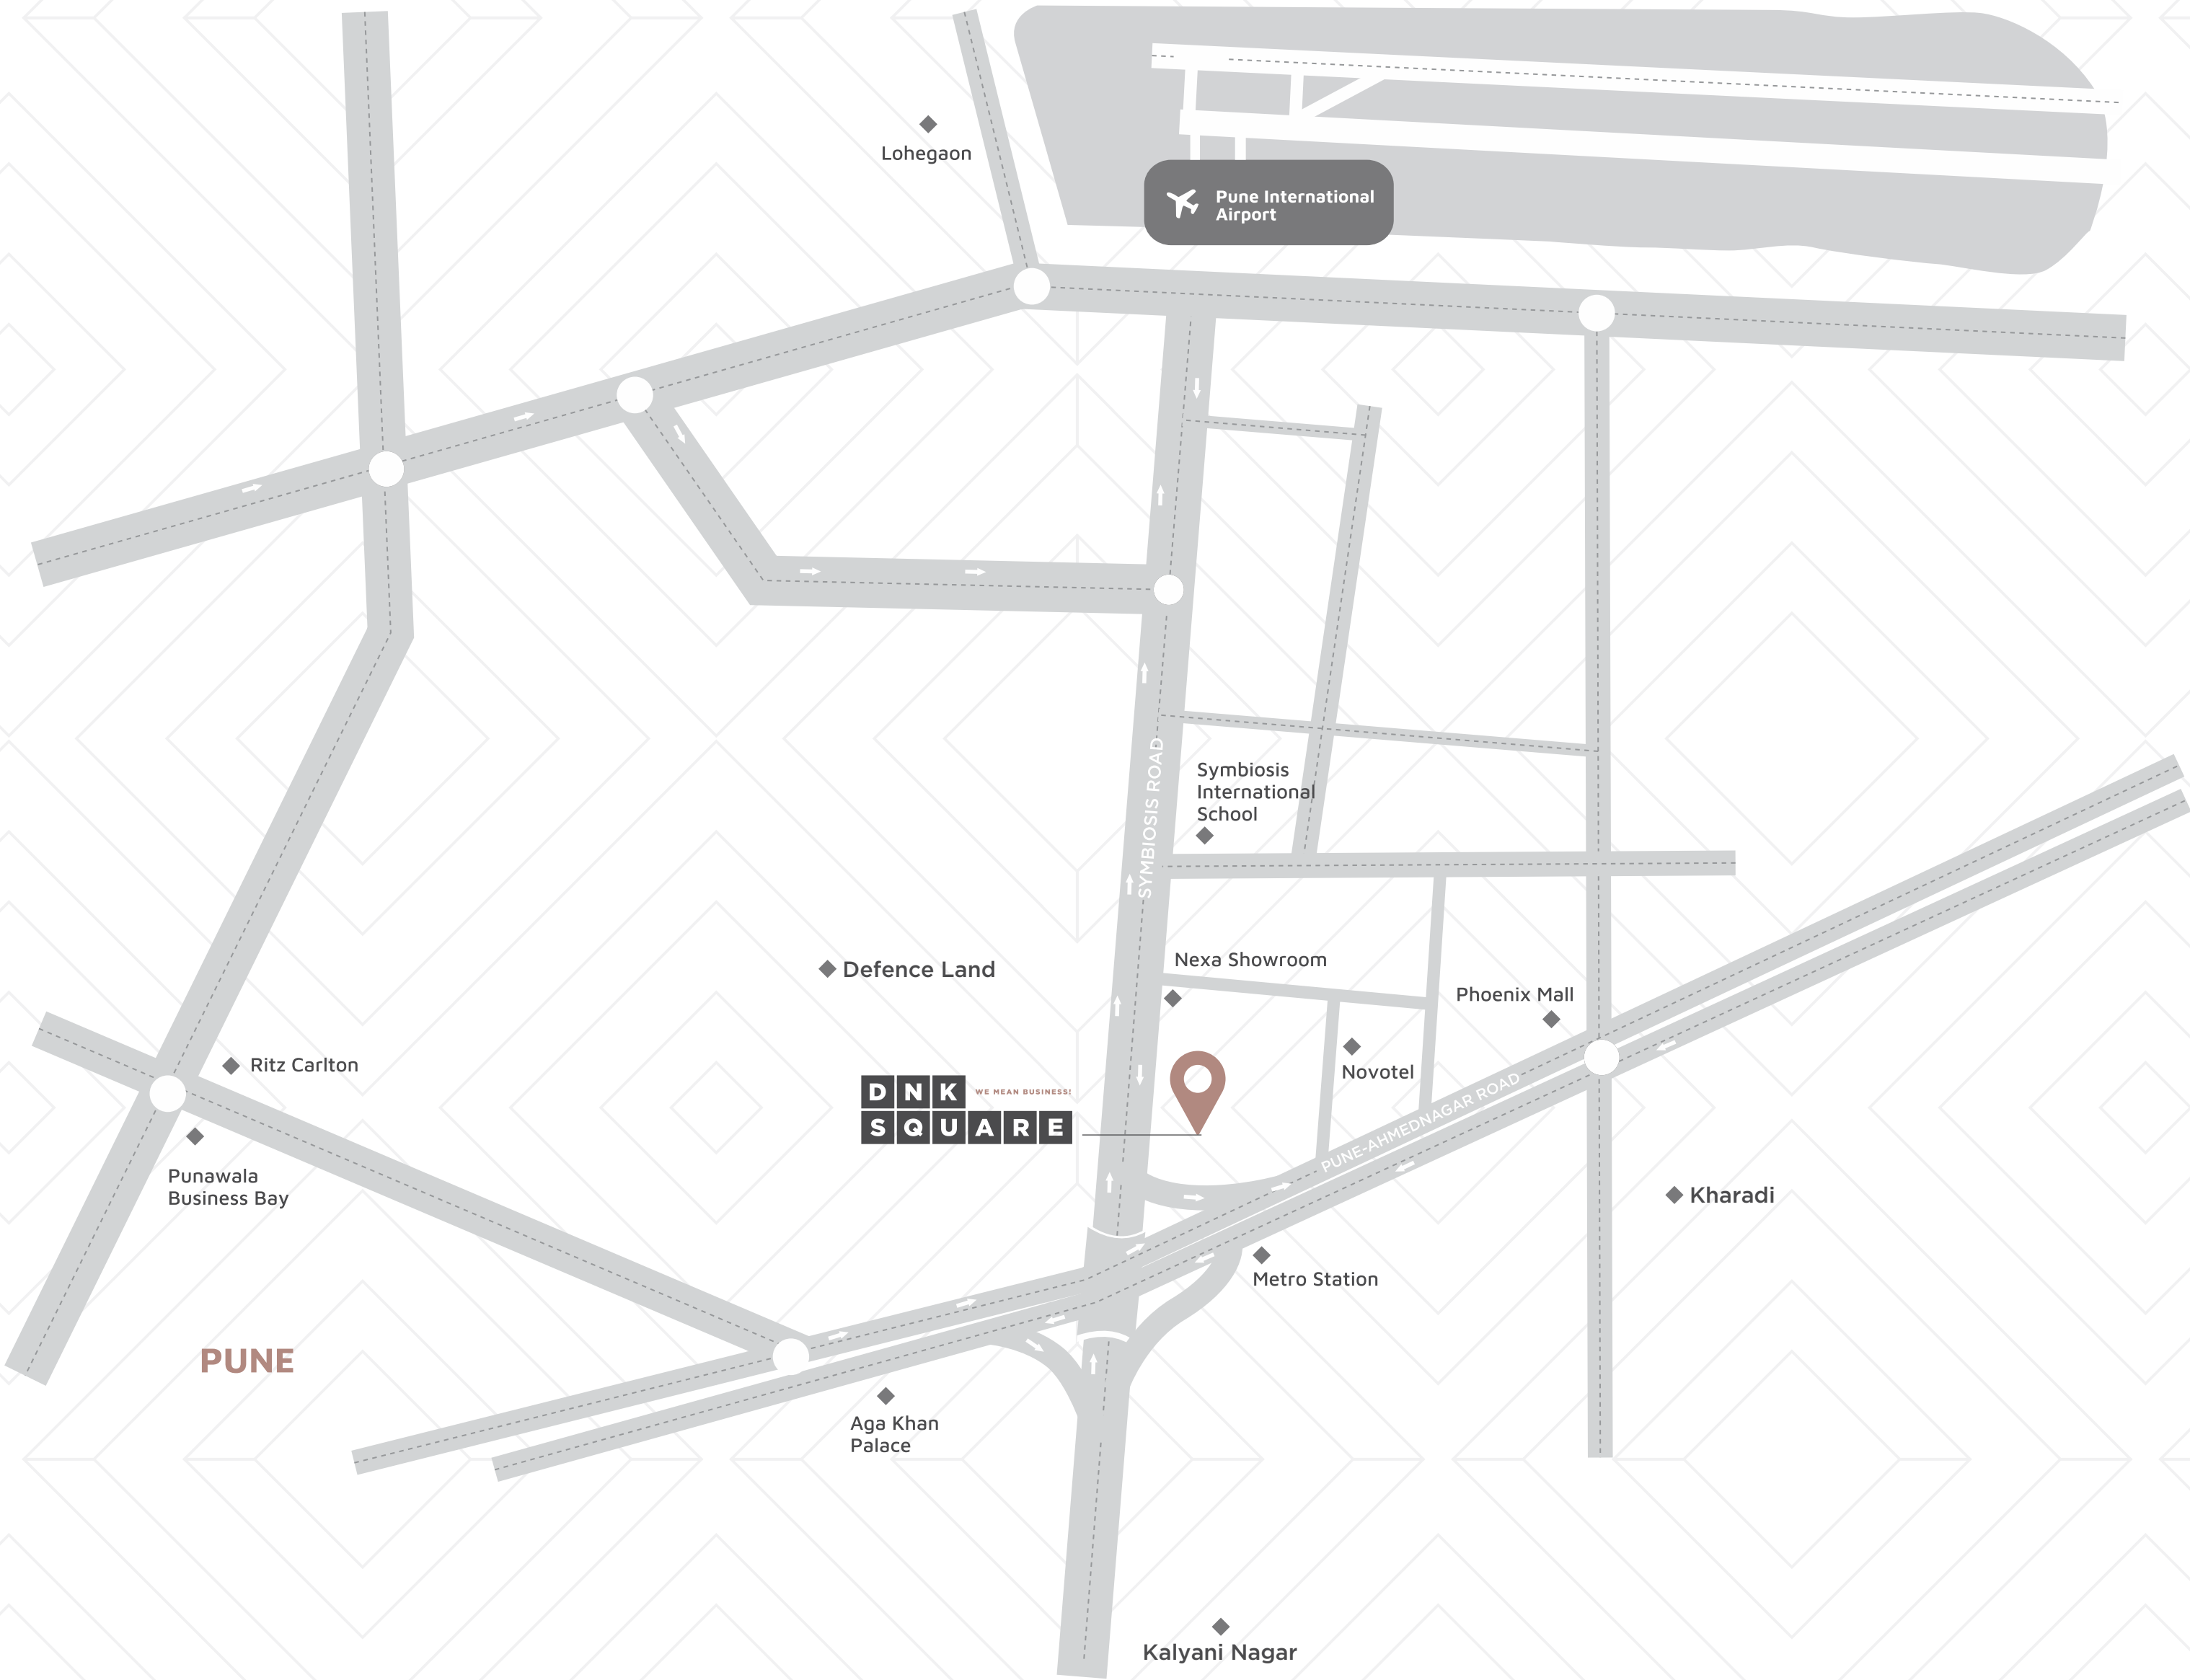 Lohegaon
Pune International
Airport
SYMBIOSIS ROAD
Symbiosis
International
School
Defence Land
Nexa Showroom
Phoenix Mall
Ritz Carlton
Novotel
DNK
WE MEAN BUSINESS!
SQUARE
PUNE-AHMEDNAGAR ROAD
Punawala
Business Bay
Kharadi
Metro Station
PUNE
Aga Khan
Palace
Kalyani Nagar